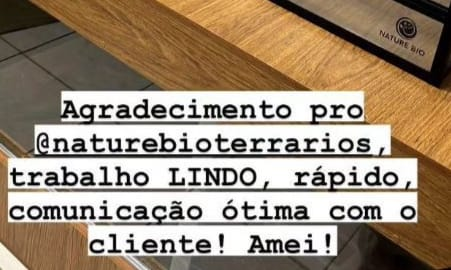 NATURE BIO
Agradecimento pro
@naturebioterrarios,
trabalho LINDO, rápido,
comunicação ótima com o
cliente! Amei!